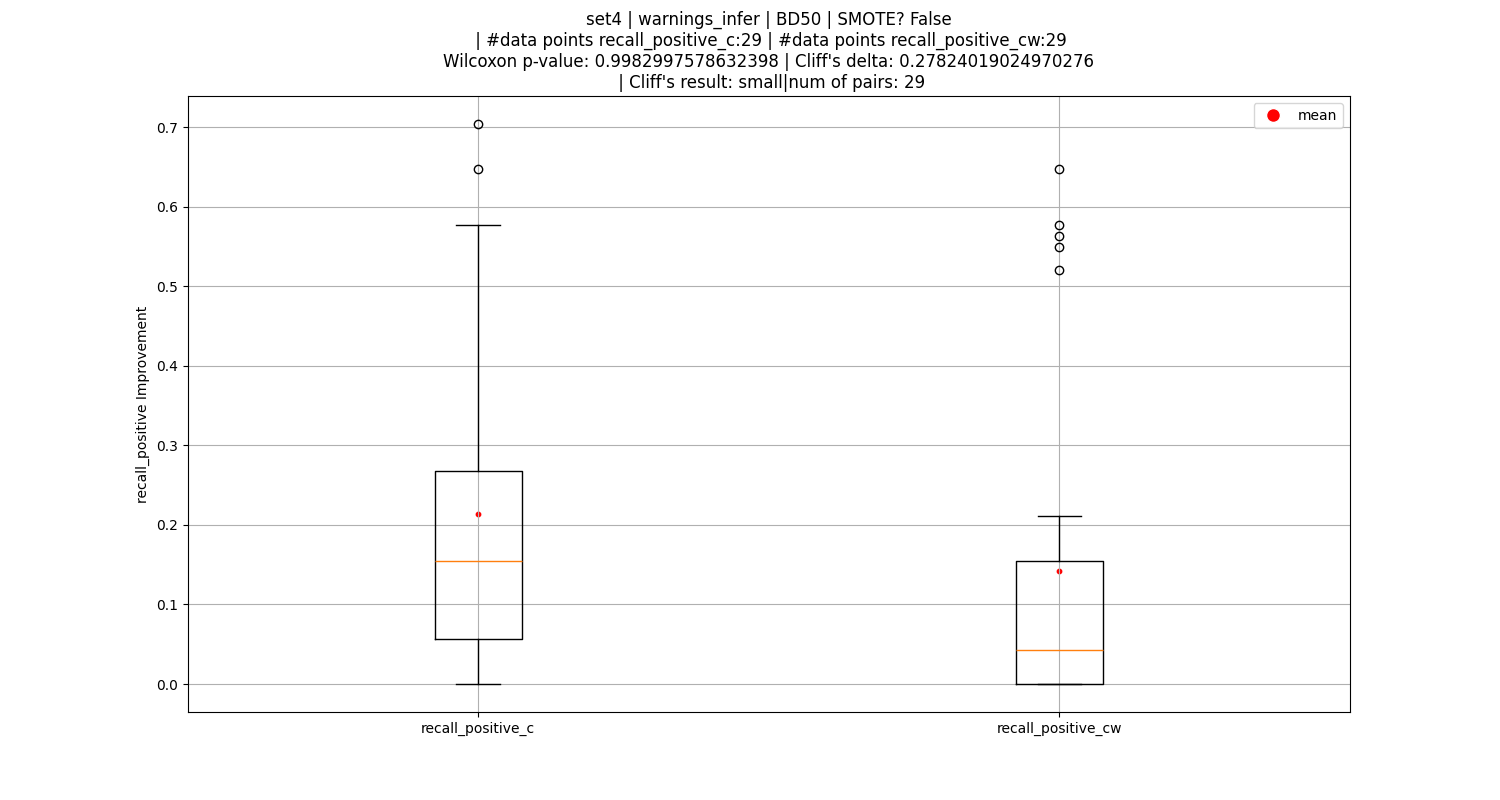 set4 | warnings_infer | BD50 | SMOTE? False
| #data points recall_positive_c:29 | #data points recall_positive_cw:29
Wilcoxon p-value: 0.9982997578632398 | Cliff's delta: 0.27824019024970276
| Cliff's result: small|num of pairs: 29
mean
0.7
0.6
0.5
0.4
0.3
0.2
0.1
0.0
recall_positive Improvement
recall_positive_c
recall_positive_cw